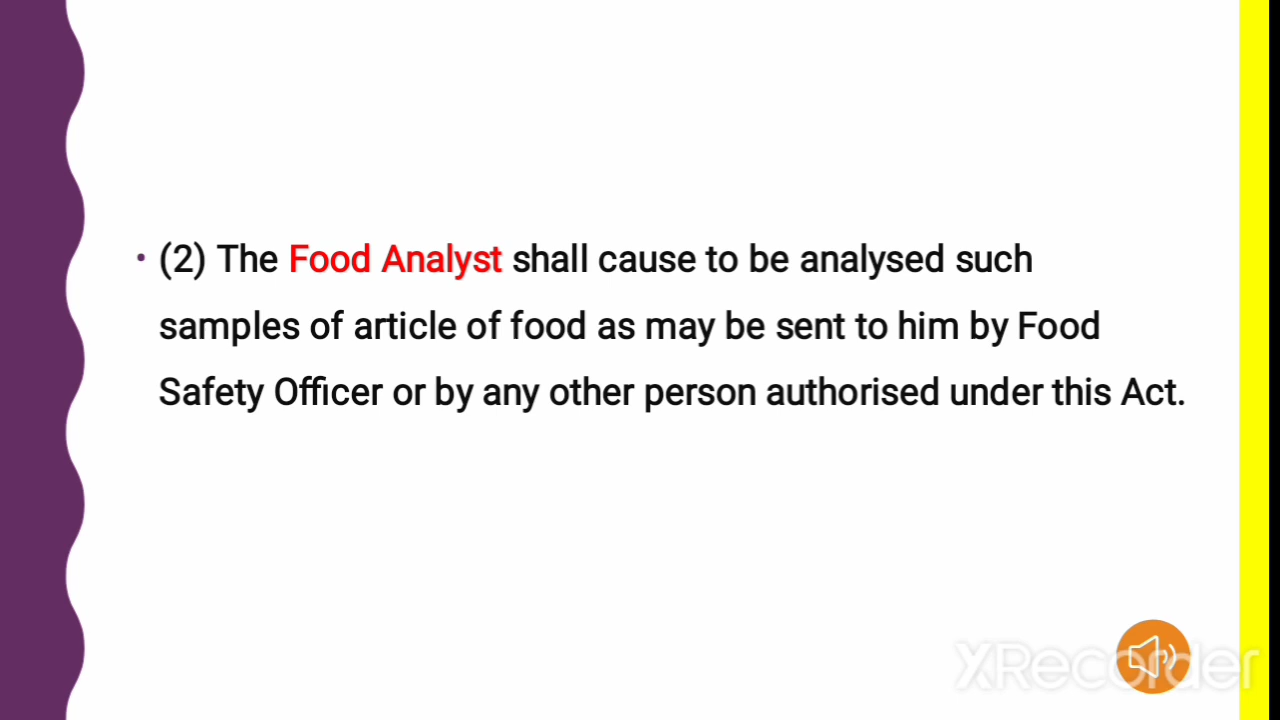 • (2) The Food Analyst shall cause to be analysed such
samples of article of food as may be sent to him by Food
Safety Officer or by any other person authorised under this Act.
XRecorder